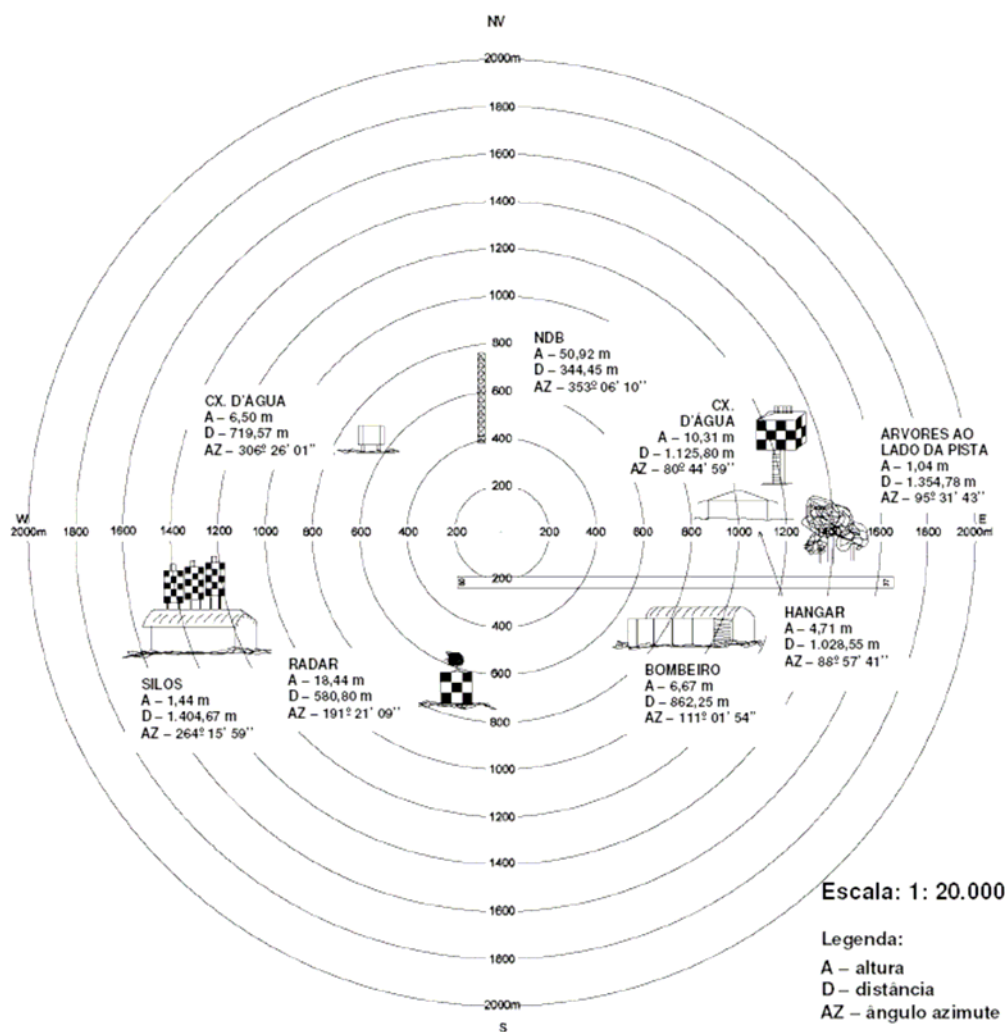 NV
2000m
1800
1600
1400
1200
1000
800
600
400
200
NDB
A – 50,92 m
D – 344,45 m
AZ – 353º 06' 10''
CX. D'ÁGUA
A – 6,50 m
D – 719,57 m
AZ – 306º 26' 01''
CX.
D'ÁGUA
A – 10,31 m
D – 1.125,80 m
AZ – 80º 44' 59''
ARVORES AO
LADO DA PISTA
A – 1,04 m
D – 1.354,78 m
AZ – 95º 31' 43''
W
2000m 1800 1600 1400 1200 1000 800 600 400 200 200 400 600 800 1000 1200 1400 1600 1800 2000m
E
200
400
600
800
1000
1200
1400
1600
1800
2000m
S
HANGAR
A – 4,71 m
D – 1.028,55 m
AZ – 88º 57' 41''
BOMBEIRO
A – 6,67 m
D – 862,25 m
AZ – 111º 01' 54''
RADAR
A – 18,44 m
D – 580,80 m
AZ – 191º 21' 09''
SILOS
A – 1,44 m
D – 1.404,67 m
AZ – 264º 15' 59''
Escala: 1: 20.000
Legenda:
A – altura
D – distância
AZ – ângulo azimute